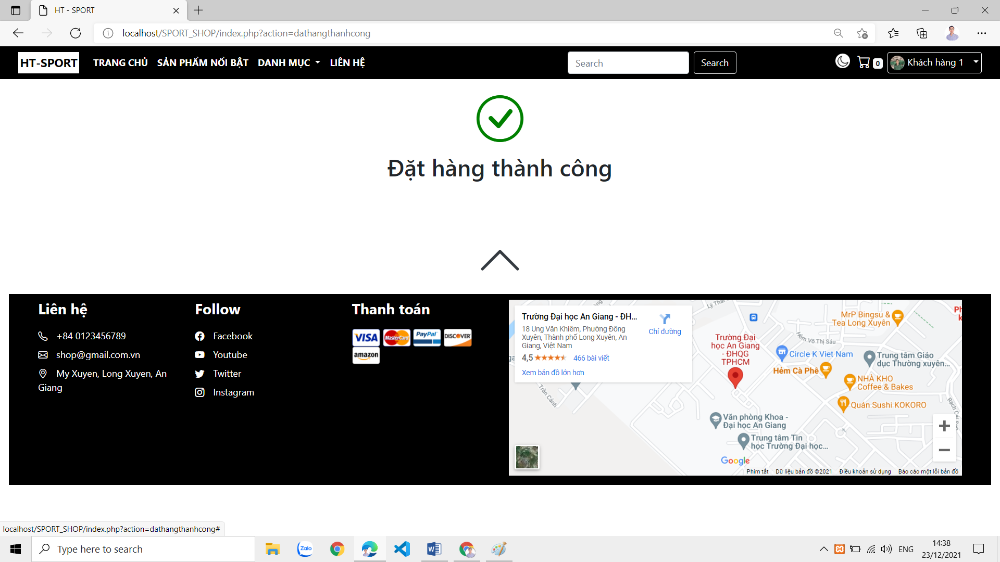 HT - SPORT
localhost/SPORT_SHOP/index.php?action=dathangthanhcong
HT-SPORT TRANG CHỦ SẢN PHẨM NỔI BẬT DANH MỤC LIÊN HỆ Search Search 0 Khách hàng 1
Đặt hàng thành công
Liên hệ
+84 0123456789
shop@gmail.com.vn
My Xuyen, Long Xuyen, An
Giang
Follow
Facebook
Youtube
Twitter
Instagram
Thanh toán
VISA MasterCard PayPal DISCOVER
amazon
Trường Đại học An Giang - ĐH...
18 Ung Văn Khiêm, Phường Đông
Xuyên, Thành phố Long Xuyên, An
Giang, Việt Nam
4,5 466 bài viết
Xem bản đồ lớn hơn
Chỉ đường
Lý Thai
MrP Bingsu &
Tea Long Xuyên
Hẻm Võ Thị Sáu
Trường Đại
học An Giang
- ĐHQG
TPHCM
Circle K Viet Nam
Trung tâm Giáo
dục Thường xuyên...
Hẻm Cà Phê
NHÀ KHO
Coffee & Bakes
Trần Cảnh
Quán Sushi KOKORO
Văn phòng Khoa -
Đại học An Giang
Trung tâm Tin
học Trường Đại học...
Google
Phím tắt Dữ liệu bản đồ ©2021 Điều khoản sử dụng Báo cáo một lỗi bản đồ
localhost/SPORT_SHOP/index.php?action=dathangthanhcong#
Type here to search
Zalo
ENG
14:38
23/12/2021